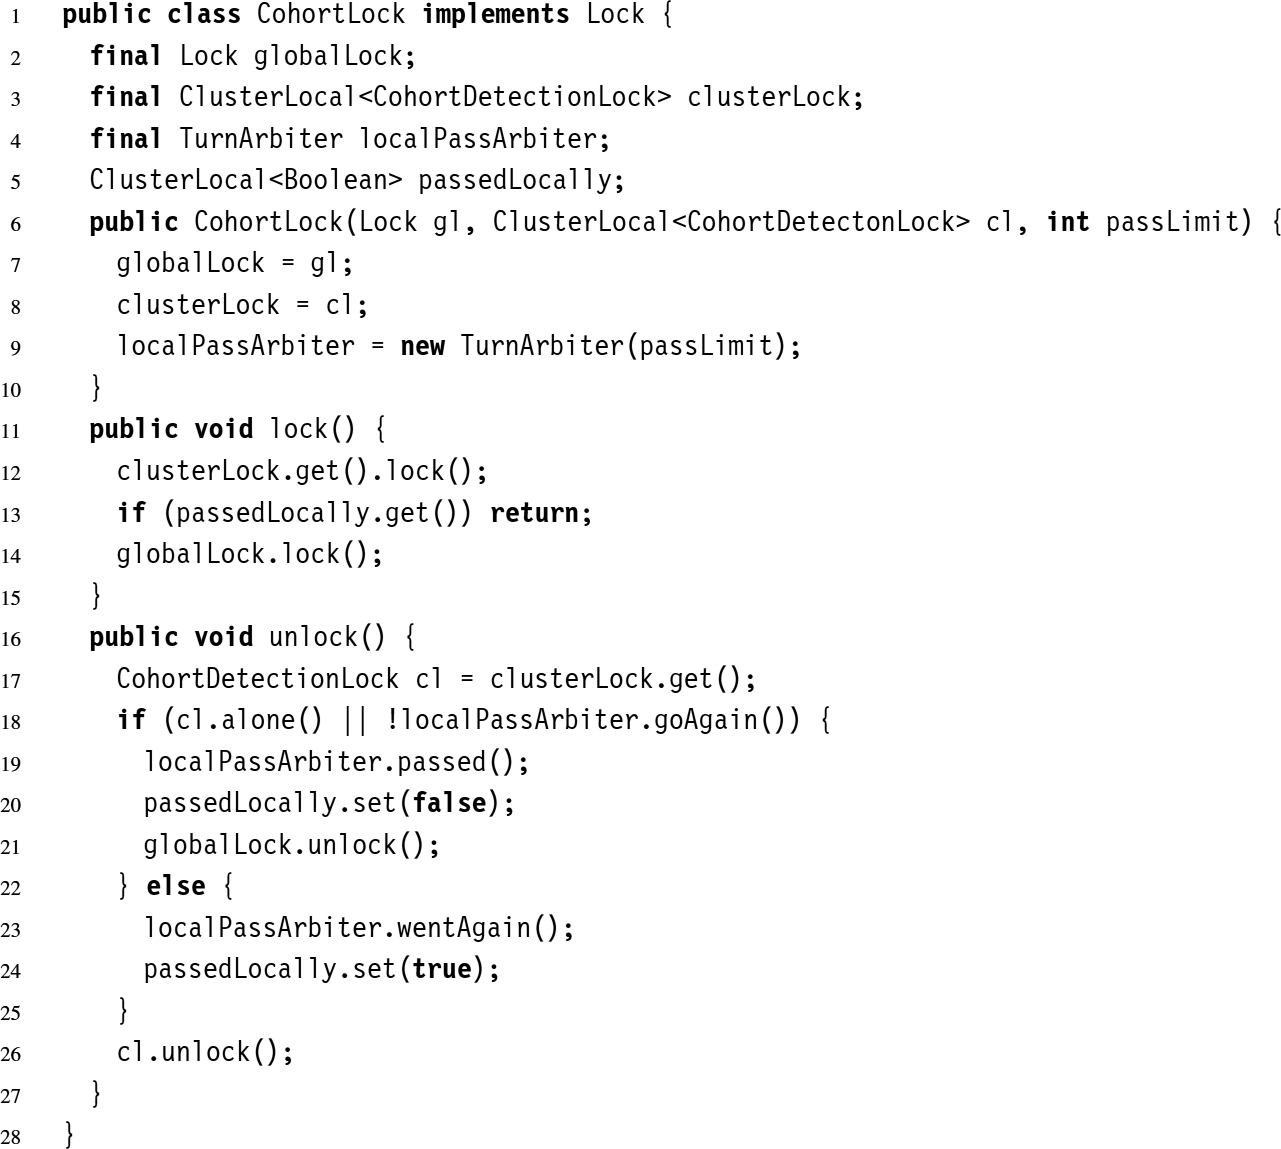 1 public class CohortLock implements Lock {
2 final Lock globalLock;
3 final ClusterLocal<CohortDetectionLock> clusterLock;
4 final TurnArbiter localPassArbiter;
5 ClusterLocal<Boolean> passedLocally;
6 public CohortLock(Lock gl, ClusterLocal<CohortDetectonLock> cl, int passLimit) {
7 globalLock = gl;
8 clusterLock = cl;
9 localPassArbiter = new TurnArbiter(passLimit);
10 }
11 public void lock() {
12 clusterLock.get().lock();
13 if (passedLocally.get()) return;
14 globalLock.lock();
15 }
16 public void unlock() {
17 CohortDetectionLock cl = clusterLock.get();
18 if (cl.alone() || !localPassArbiter.goAgain()) {
19 localPassArbiter.passed();
20 passedLocally.set(false);
21 globalLock.unlock();
22 } else {
23 localPassArbiter.wentAgain();
24 passedLocally.set(true);
25 }
26 cl.unlock();
27 }
28 }